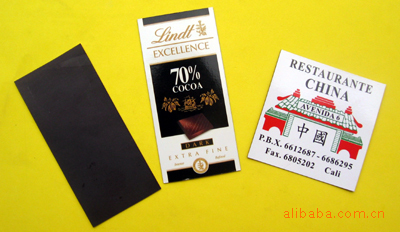 Lindt
EXCELLENCE
70%
COCOA
DARK
EXTRA FINE
RESTAURANTE
CHINA
AVENIDA 6
中國
P.B.X. 6612687 - 6686295
Fax. 6805202 Cali
alibaba.com.cn